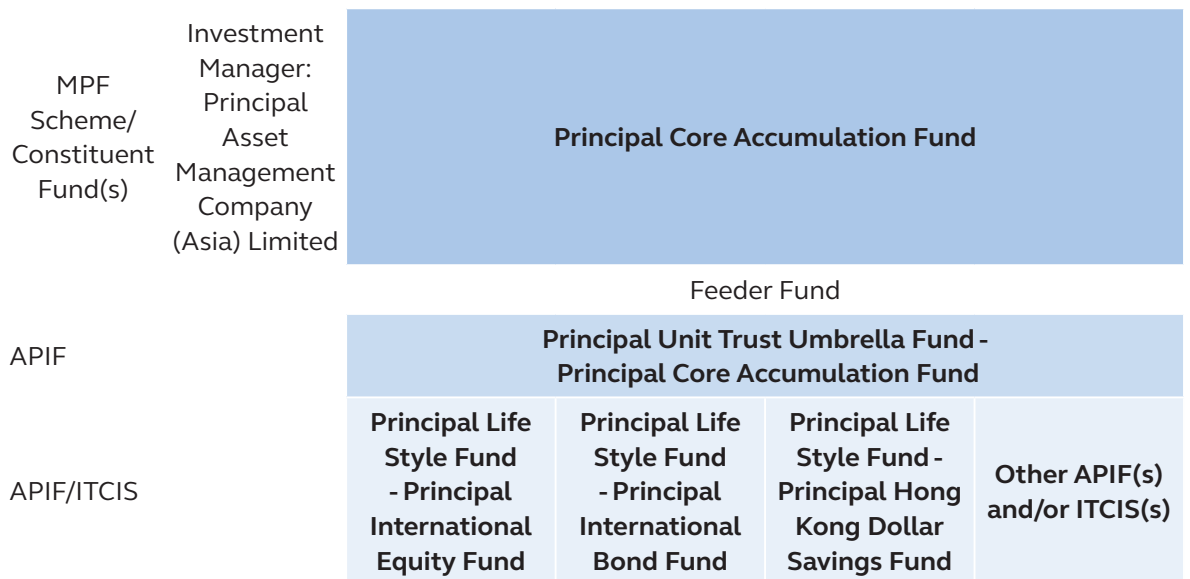 MPF
Scheme/
Constituent
Fund(s)
Investment
Manager:
Principal
Asset
Management
Company
(Asia) Limited
Principal Core Accumulation Fund
Feeder Fund
APIF
Principal Unit Trust Umbrella Fund -
Principal Core Accumulation Fund
APIF/ITCIS
Principal Life
Style Fund
- Principal
International
Equity Fund
Principal Life
Style Fund
- Principal
International
Bond Fund
Principal Life
Style Fund -
Principal Hong
Kong Dollar
Savings Fund
Other APIF(s)
and/or ITCIS(s)